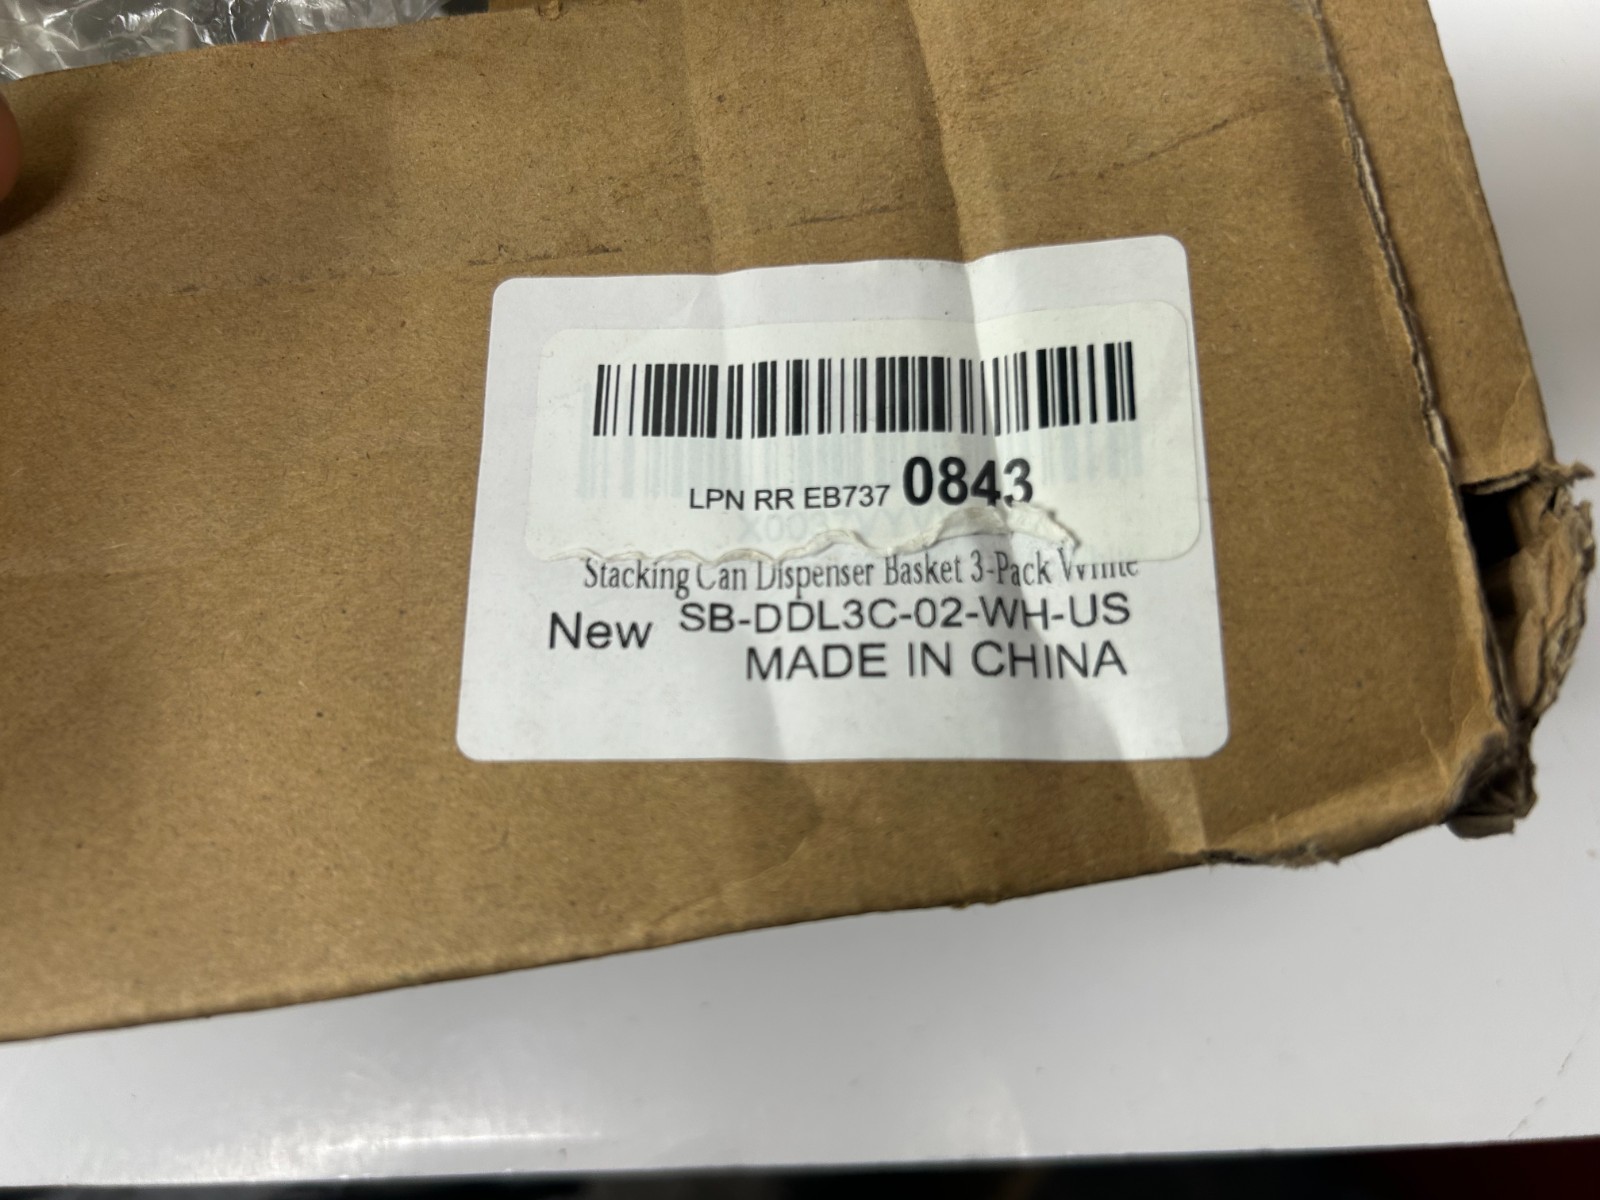 LPN RR EB737 0843
Stacking Can Dispenser Basket 3-Pack White
New SB-DDL3C-02-WH-US
MADE IN CHINA